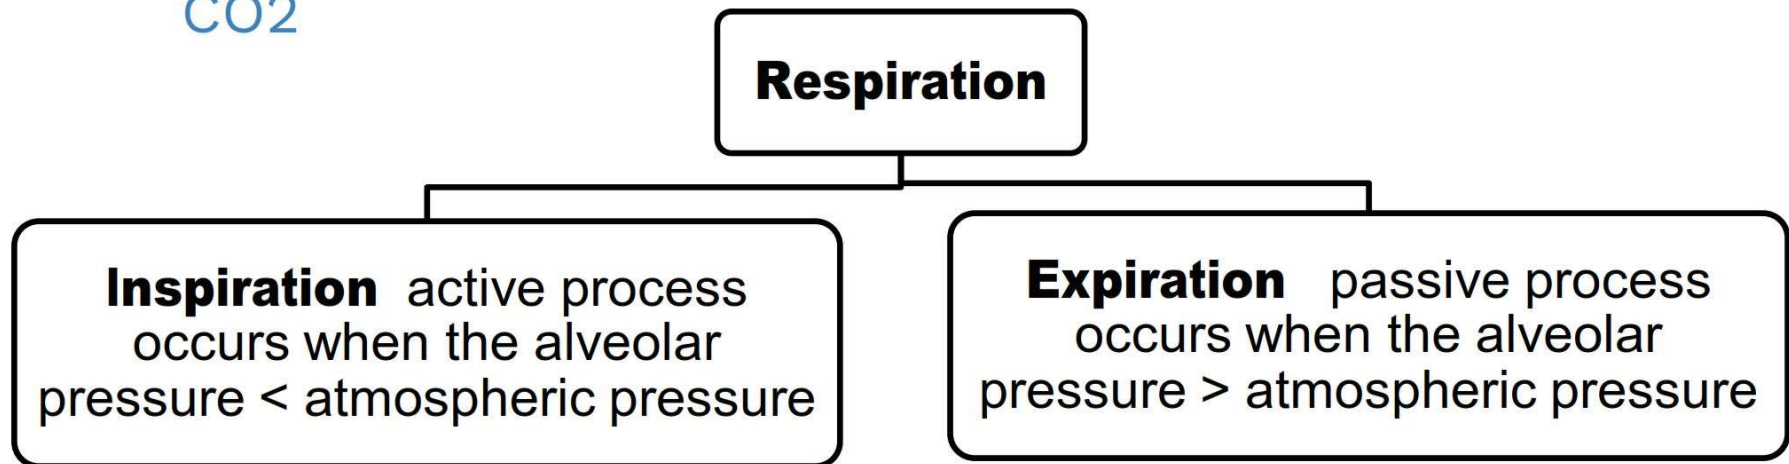 CO2
Respiration
Inspiration active process
occurs when the alveolar
pressure < atmospheric pressure
Expiration passive process
occurs when the alveolar
pressure > atmospheric pressure